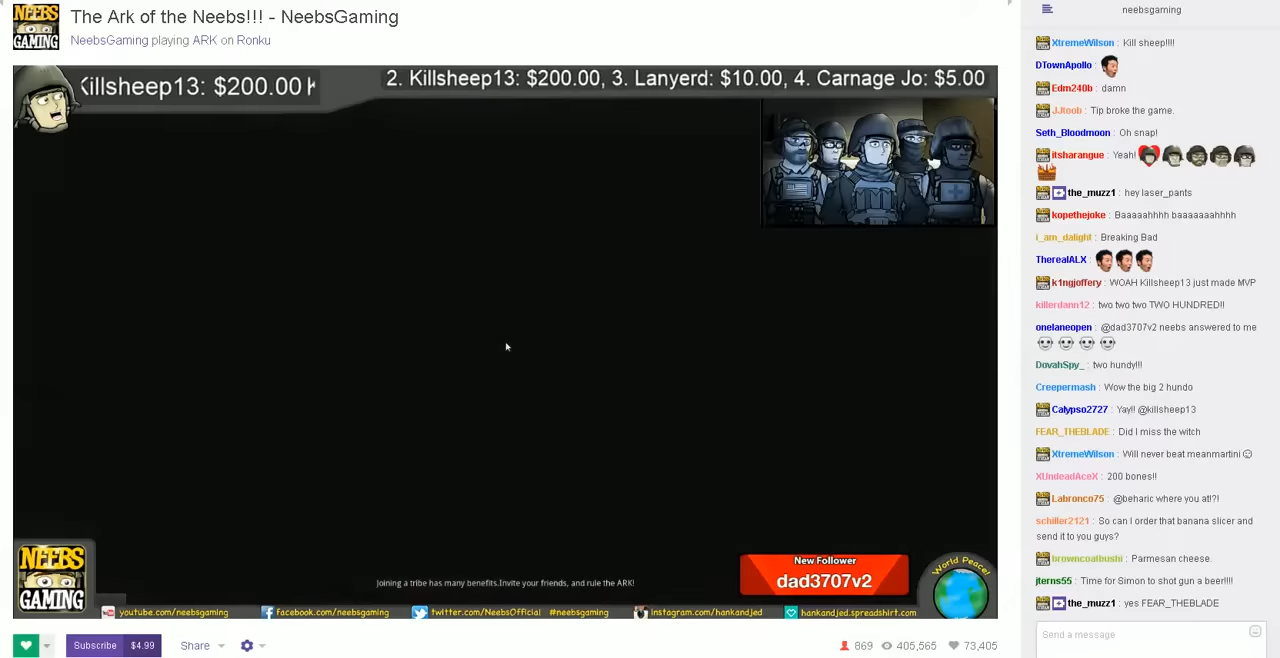 The Ark of the Neebs!!! - NeebsGaming
NeebsGaming playing ARK on Ronku
NEEBS
GAMING
Killsheep13: $200.00 K
2. Killsheep13: $200.00, 3. Lanyerd: $10.00, 4. Carnage Jo: $5.00
Joining a tribe has many benefits.Invite your friends, and rule the ARK!
New Follower
dad3707v2
World Peace!
NEEBS
GAMING
youtube.com/neebsgaming facebook.com/neebsgaming twitter.com/NeebsOfficial #neebsgaming instagram.com/hankandjed hankandjed.spreadshirt.com
Subscribe $4.99 Share 869 405,565 73,405
neebsgaming
XtremeWilson : Kill sheep!!!!
DTownApollo :
Edm240b : damn
JJtoob : Tip broke the game.
Seth_Bloodmoon : Oh snap!
itsharangue : Yeah!
the_muzz1 : hey laser_pants
kopethejoke : Baaaaahhhh baaaaaaahhhh
i_am_dalight : Breaking Bad
TherealALX :
k1ngjoffery : WOAH Killsheep13 just made MVP
killerdann12 : two two two TWO HUNDRED!!
onelaneopen : @dad3707v2 neebs answered to me
DovahSpy_ : two hundy!!!
Creepermash : Wow the big 2 hundo
Calypso2727 : Yay!! @killsheep13
FEAR_THEBLADE : Did I miss the witch
XtremeWilson : Will never beat meanmartini
XUndeadAceX : 200 bones!!
Labronco75 : @beharic where you at!?!
schiller2121 : So can I order that banana slicer and
send it to you guys?
browncoatbushi : Parmesan cheese.
jterns55 : Time for Simon to shot gun a beer!!!!
the_muzz1 : yes FEAR_THEBLADE
Send a message